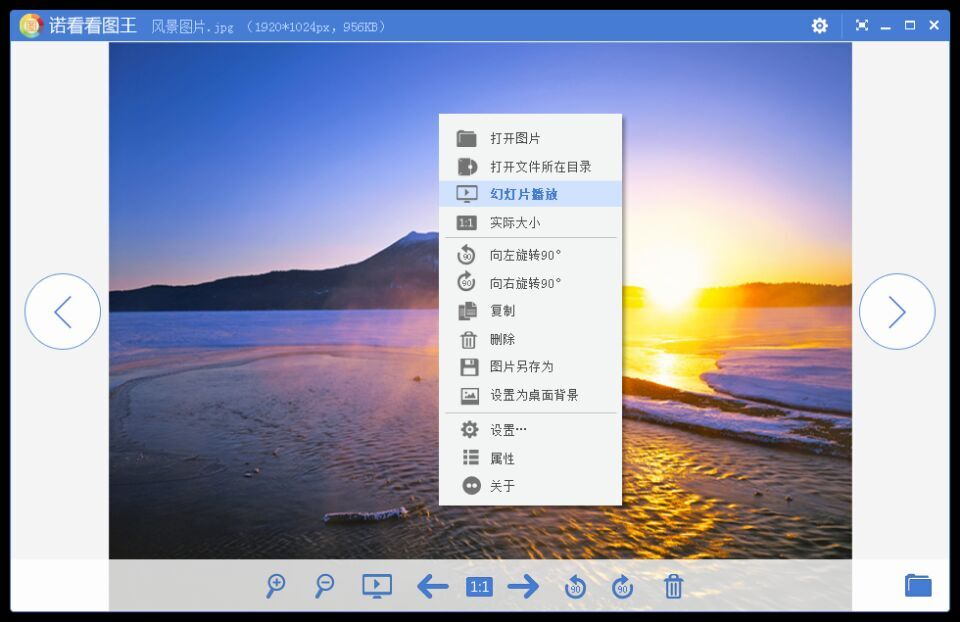 诺看看图王 风景图片.jpg （1920*1024px，956KB）
打开图片
打开文件所在目录
幻灯片播放
1:1 实际大小
90 向左旋转90°
90 向右旋转90°
复制
删除
图片另存为
设置为桌面背景
设置…
属性
关于
1:1 90 90